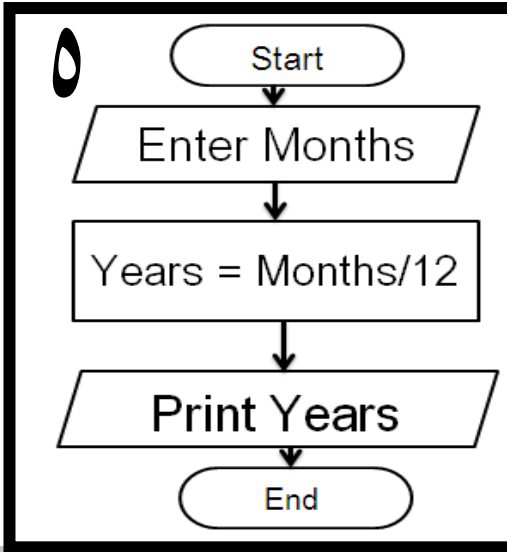 ٥
Start
Enter Months
Years = Months/12
Print Years
End